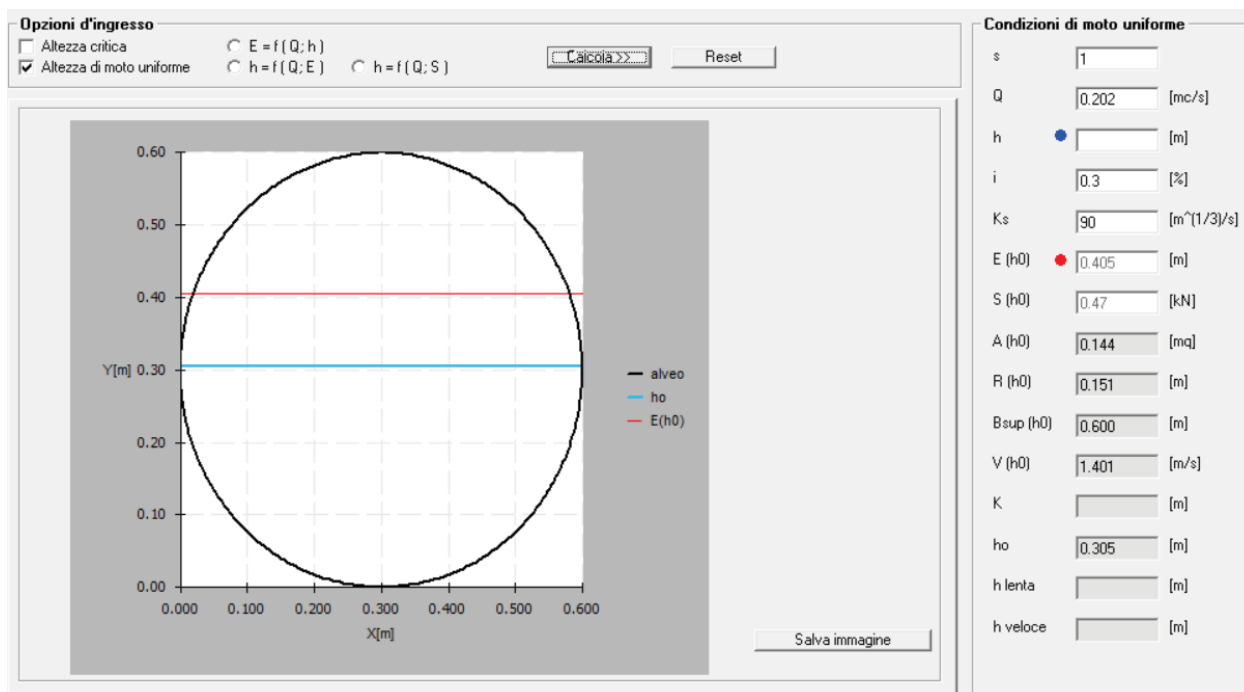 Opzioni d'ingresso
Altezza critica
E = f ( Q ; h )
Altezza di moto uniforme
h = f ( Q ; E )
h = f ( Q ; S )
Calcola >>
Reset
0.60
0.50
0.40
Y[m] 0.30
0.20
0.10
0.00
0.000 0.100 0.200 0.300 0.400 0.500 0.600
X[m]
alveo
ho
E(h0)
Salva immagine
Condizioni di moto uniforme
s 1
Q 0.202 [mc/s]
h [m]
i 0.3 [%]
Ks 90 [m^(1/3)/s]
E (h0) 0.405 [m]
S (h0) 0.47 [kN]
A (h0) 0.144 [mq]
R (h0) 0.151 [m]
Bsup (h0) 0.600 [m]
V (h0) 1.401 [m/s]
K [m]
ho 0.305 [m]
h lenta [m]
h veloce [m]